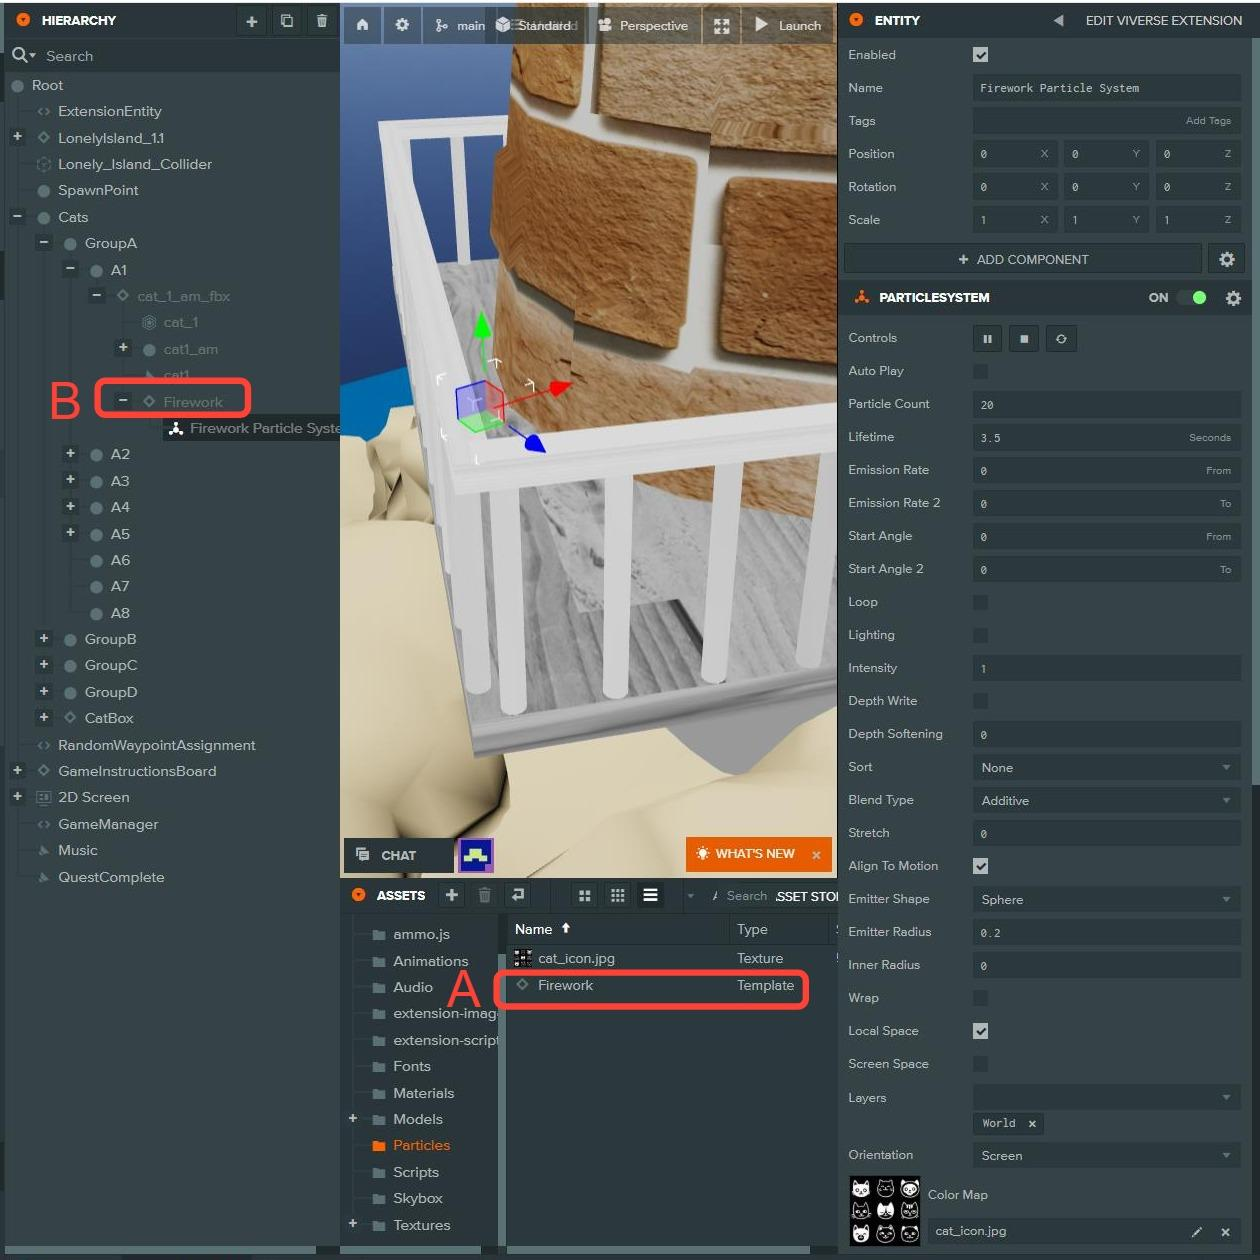 HIERARCHY
Search
Root
ExtensionEntity
LonelyIsland_1.1
Lonely_Island_Collider
SpawnPoint
Cats
GroupA
A1
cat_1_am_fbx
cat_1
cat1_am
cat1
B
Firework
Firework Particle Syste
A2
A3
A4
A5
A6
A7
A8
GroupB
GroupC
GroupD
CatBox
RandomWaypointAssignment
GameInstructionsBoard
2D Screen
GameManager
Music
QuestComplete
main
Standard
Perspective
Launch
CHAT
WHAT'S NEW
ASSETS
Search
SSET STO
ammo.js
Animations
Audio
extension-imag
extension-script
Fonts
Materials
Models
Particles
Scripts
Skybox
Textures
A
Name Type
cat_icon.jpg Texture
Firework Template
ENTITY EDIT VIVERSE EXTENSION
Enabled
Name Firework Particle System
Tags Add Tags
Position 0 X 0 Y 0 Z
Rotation 0 X 0 Y 0 Z
Scale 1 X 1 Y 1 Z
+ ADD COMPONENT
PARTICLESYSTEM ON
Controls
Auto Play
Particle Count 20
Lifetime 3.5 Seconds
Emission Rate 0 From
Emission Rate 2 0 To
Start Angle 0 From
Start Angle 2 0 To
Loop
Lighting
Intensity 1
Depth Write
Depth Softening 0
Sort None
Blend Type Additive
Stretch 0
Align To Motion
Emitter Shape Sphere
Emitter Radius 0.2
Inner Radius 0
Wrap
Local Space
Screen Space
Layers
World ×
Orientation Screen
Color Map
cat_icon.jpg